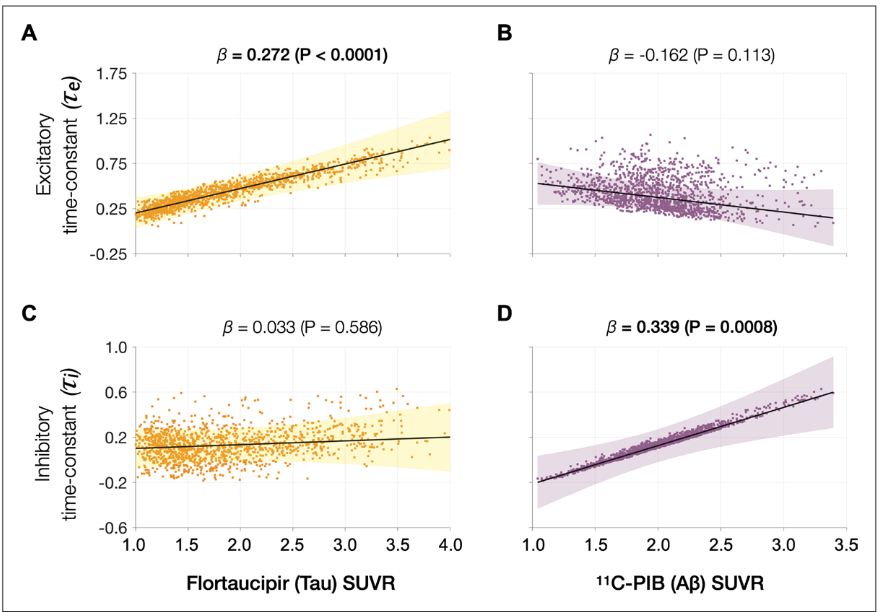 A
β = 0.272 (P < 0.0001)
Excitatory
time-constant (τe)
1.75
1.25
0.75
0.25
-0.25
B
β = -0.162 (P = 0.113)
C
β = 0.033 (P = 0.586)
Inhibitory
time-constant (τi)
1.0
0.6
0.2
-0.2
-0.6
1.0 1.5 2.0 2.5 3.0 3.5 4.0
Flortaucipir (Tau) SUVR
D
β = 0.339 (P = 0.0008)
1.0 1.5 2.0 2.5 3.0 3.5
¹¹C-PIB (Aβ) SUVR